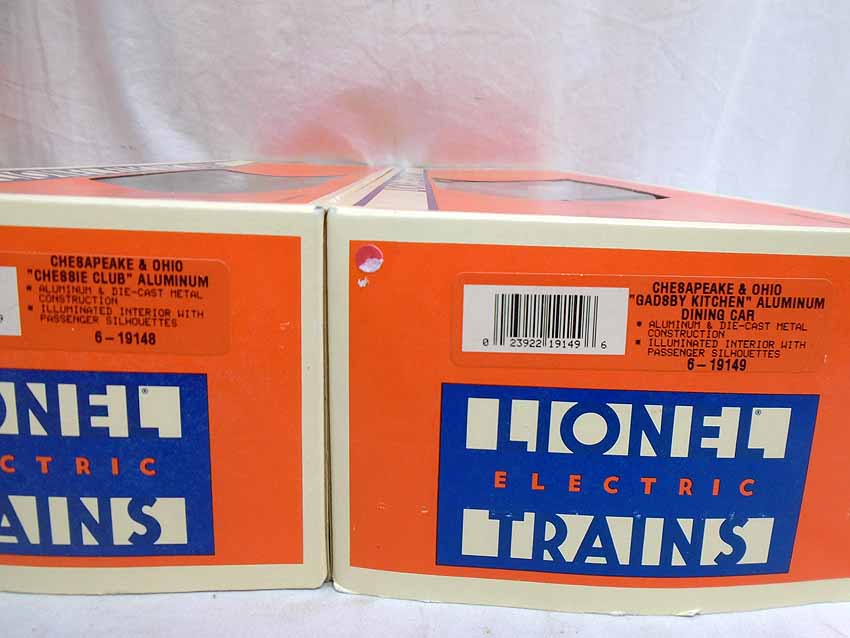 CHESAPEAKE & OHIO
"CHESSIE CLUB" ALUMINUM
* ALUMINUM & DIE-CAST METAL
CONSTRUCTION
* ILLUMINATED INTERIOR WITH
PASSENGER SILHOUETTES
6-19148
9
ONEL®
CTRIC
AINS
CHESAPEAKE & OHIO
"GADSBY KITCHEN" ALUMINUM
DINING CAR
* ALUMINUM & DIE-CAST METAL
CONSTRUCTION
* ILLUMINATED INTERIOR WITH
PASSENGER SILHOUETTES
6-19149
0 23922 19149 6
LIONEL®
ELECTRIC
TRAINS